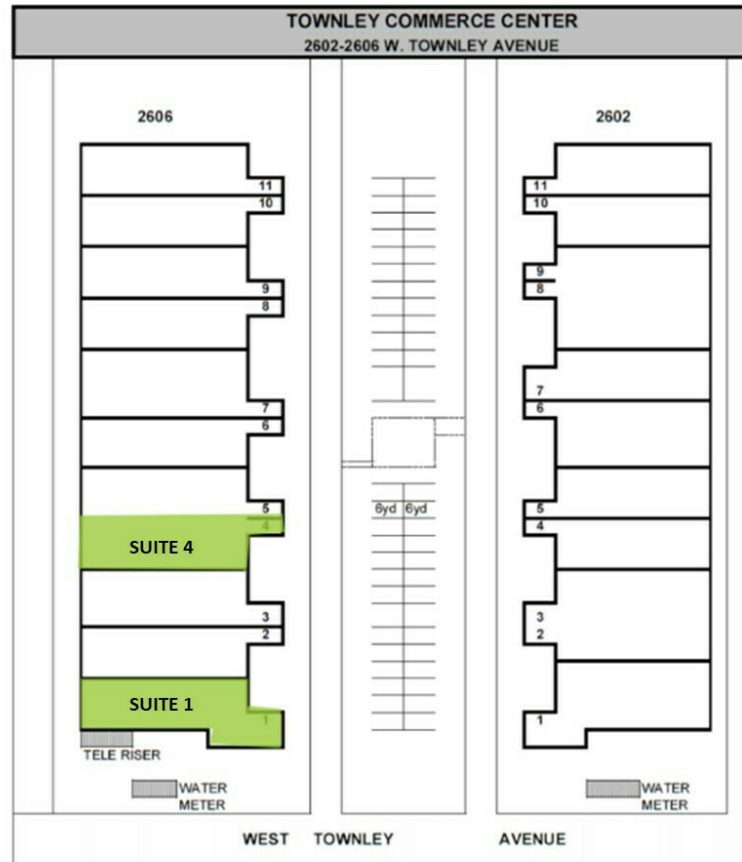 TOWNLEY COMMERCE CENTER
2602-2606 W. TOWNLEY AVENUE
2606
2602
11
10
9
8
7
6
5
4
SUITE 4
3
2
SUITE 1
1
TELE RISER
WATER
METER
6yd 6yd
11
10
9
8
7
6
5
4
3
2
1
WATER
METER
WEST TOWNLEY AVENUE